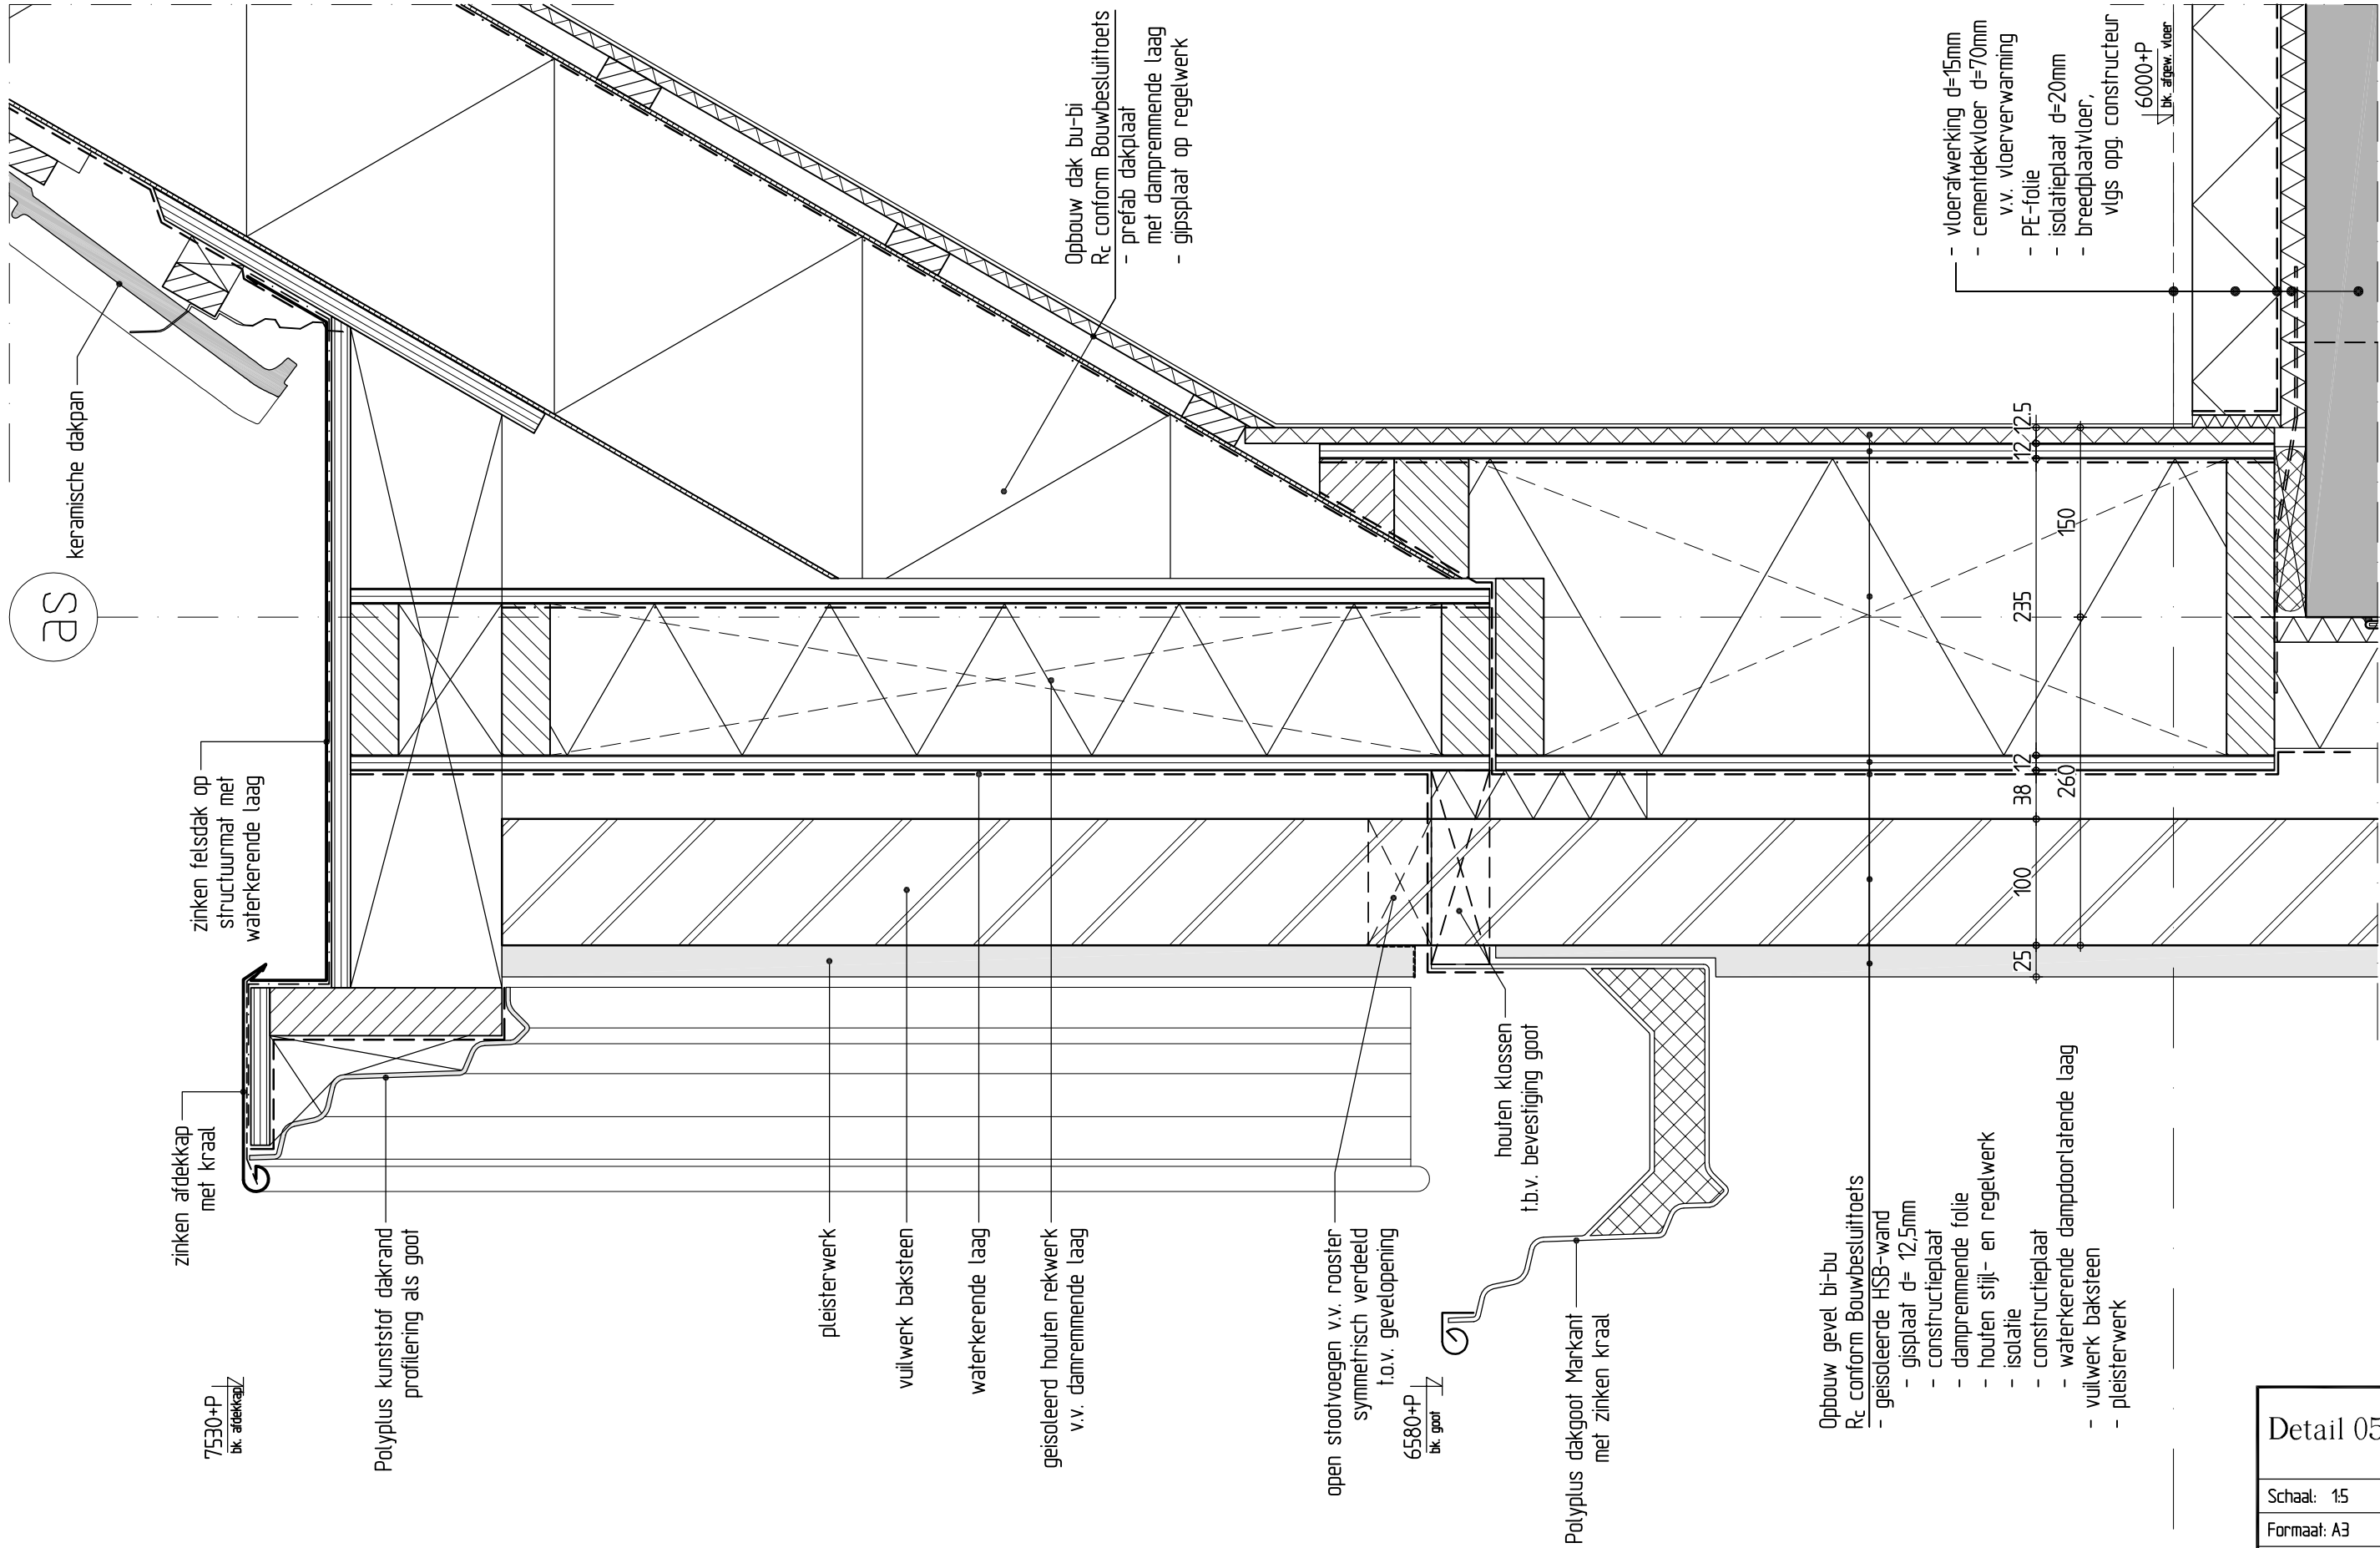 as
keramische dakpan
zinken felsdak op
structuurmat met
waterkerende laag
zinken afdekkap
met kraal
7530+P
bk. afdekkap
Polyplus kunststof dakrand
profilering als goot
pleisterwerk
vuilwerk baksteen
waterkerende laag
geisoleerd houten rekwerk
v.v. damremmende laag
open stootvoegen v.v. rooster
symmetrisch verdeeld
t.o.v. gevelopening
6580+P
bk. goot
houten klossen
t.b.v. bevestiging goot
Polyplus dakgoot Markant
met zinken kraal
Opbouw dak bu-bi
Rc conform Bouwbesluittoets
- prefab dakplaat
met dampremmende laag
- gipsplaat op regelwerk
Opbouw gevel bi-bu
Rc conform Bouwbesluittoets
- geisoleerde HSB-wand
- gisplaat d= 12,5mm
- constructieplaat
- dampremmende folie
- houten stijl- en regelwerk
- isolatie
- constructieplaat
- waterkerende dampdoorlatende laag
- vuilwerk baksteen
- pleisterwerk
25 100 38 12 235 12 12.5
260 150
- vloerafwerking d=15mm
- cementdekvloer d=70mm
v.v. vloerverwarming
- PE-folie
- isolatieplaat d=20mm
- breedplaatvloer,
vlgs opg. constructeur
6000+P
bk. afgew. vloer
Detail 05
Schaal: 1:5
Formaat: A3